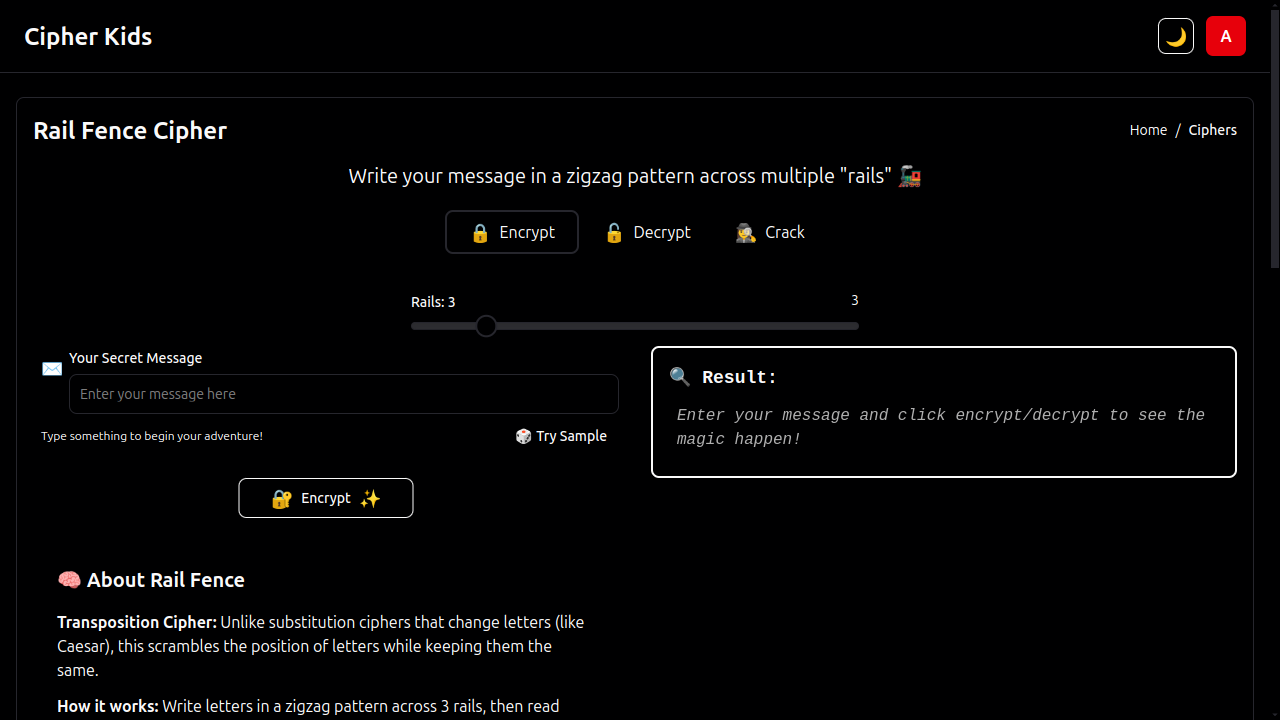 Cipher Kids
A
Rail Fence Cipher
Home / Ciphers
Write your message in a zigzag pattern across multiple "rails" 🚂
🔒 Encrypt
🔓 Decrypt
🕵️ Crack
Rails: 3
3
Your Secret Message
Enter your message here
Type something to begin your adventure!
🎲 Try Sample
🔐 Encrypt ✨
🔍 Result:
Enter your message and click encrypt/decrypt to see the
magic happen!
🧠 About Rail Fence
Transposition Cipher: Unlike substitution ciphers that change letters (like
Caesar), this scrambles the position of letters while keeping them the
same.
How it works: Write letters in a zigzag pattern across 3 rails, then read